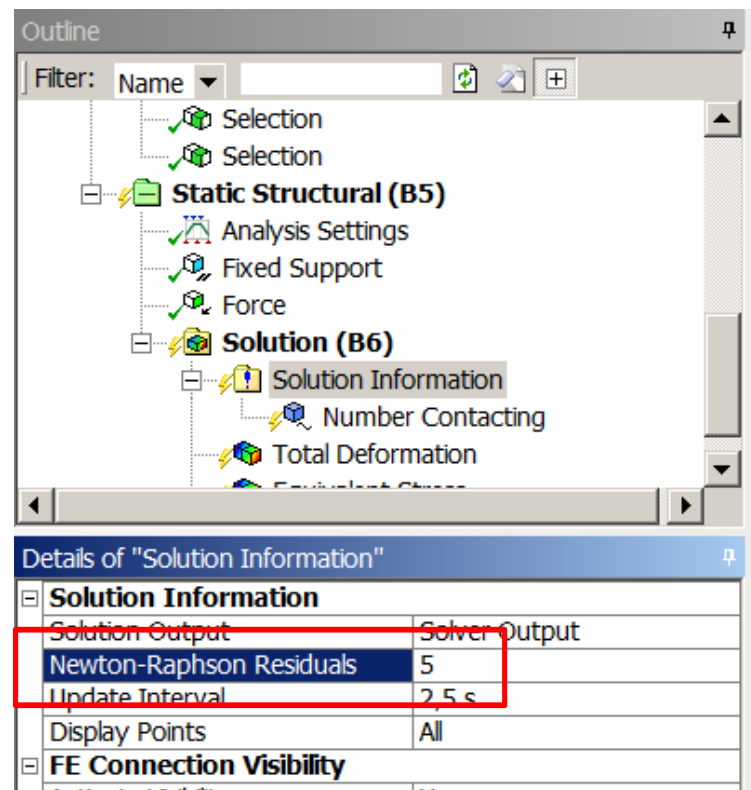 Outline
Filter: Name
Selection
Selection
Static Structural (B5)
Analysis Settings
Fixed Support
Force
Solution (B6)
Solution Information
Number Contacting
Total Deformation
Equivalent Stress
Details of "Solution Information"
Solution Information
Solution Output Solver Output
Newton-Raphson Residuals 5
Update Interval 2,5 s
Display Points All
FE Connection Visibility